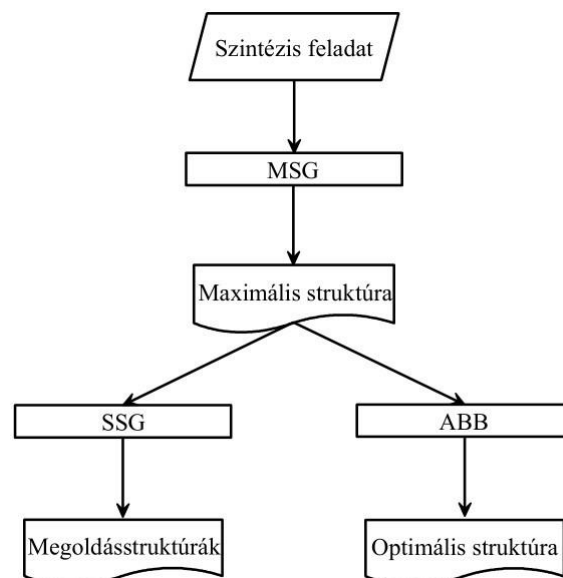 Szintézis feladat
MSG
Maximális struktúra
SSG
ABB
Megoldásstruktúrák
Optimális struktúra